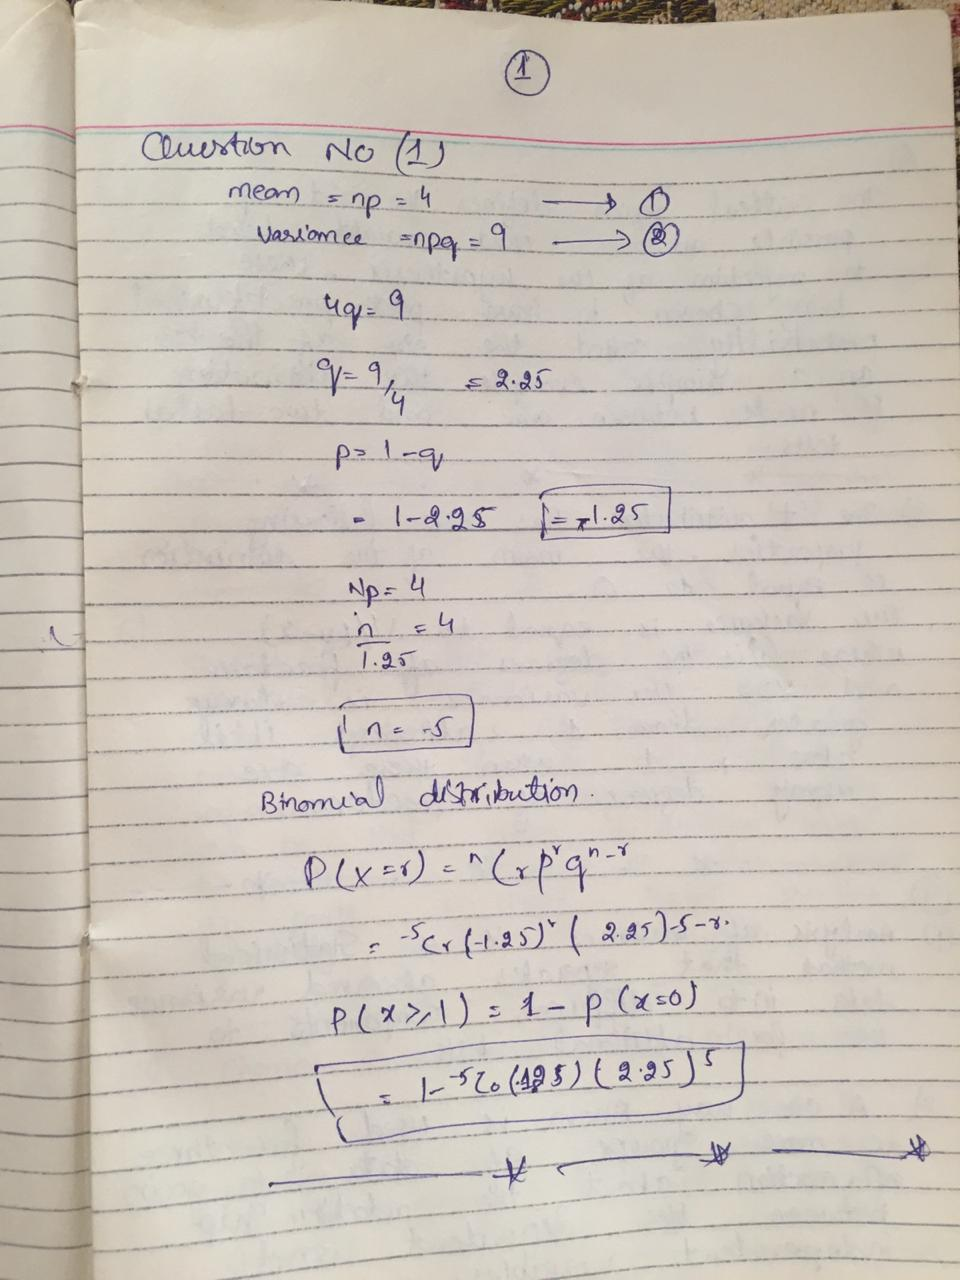 1
Question No (1)
mean = np = 4 → ①
variance = npq = 9 → ②
4q = 9
q = 9/4 = 2.25
p = 1 - q
= 1 - 2.25 = -1.25
Np = 4
n/1.25 = 4
n = -5
Binomial distribution.
P(x=r) = ⁿCr pʳ qⁿ⁻ʳ
= ⁻⁵Cr (-1.25)ʳ (2.25)-5-r.
P(x≥1) = 1 - p(x=0)
= 1 - ⁻⁵C₀ (.125) (2.25)⁵